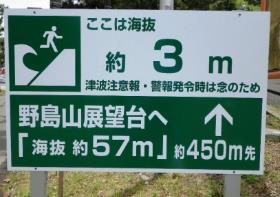 ここは海抜
約 3 m
津波注意報・警報発令時は念のため
野島山展望台へ
「海抜 約57m」約450m先